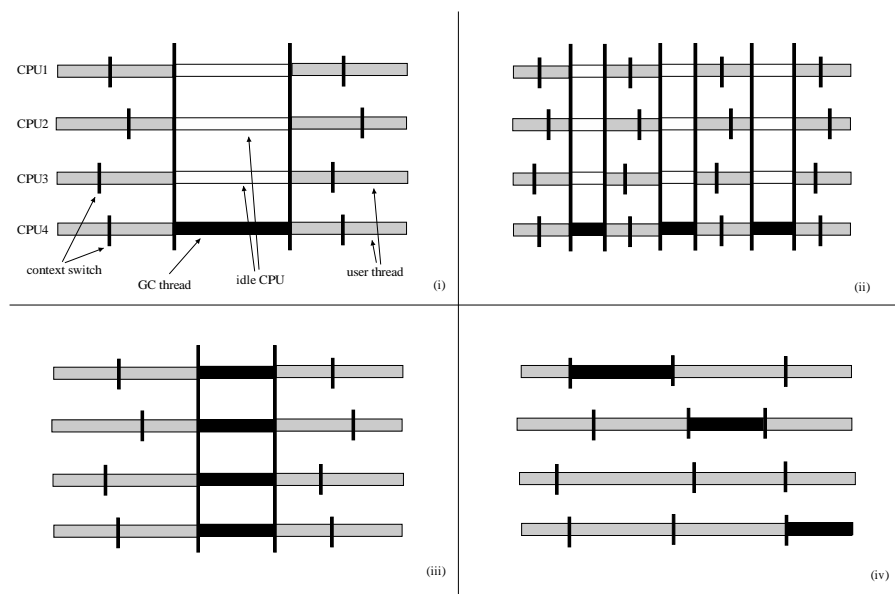 CPU1
CPU2
CPU3
CPU4
context switch
GC thread
idle CPU
user thread
(i)
(ii)
(iii)
(iv)